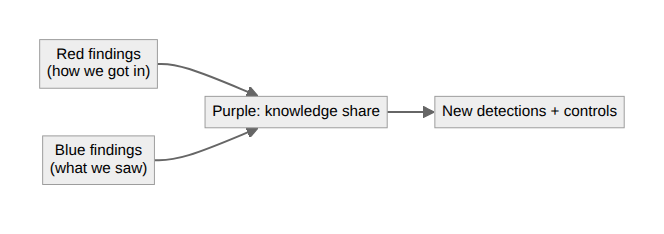 Red findings
(how we got in)
Purple: knowledge share
New detections + controls
Blue findings
(what we saw)